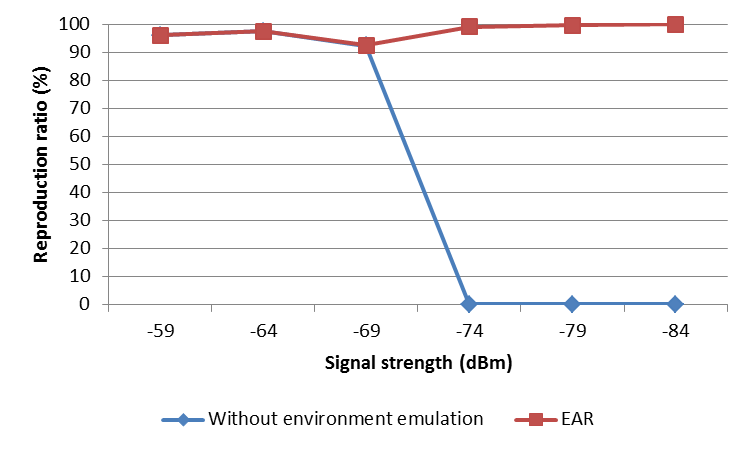 100
90
80
70
60
50
40
30
20
10
0
Reproduction ratio (%)
-59 -64 -69 -74 -79 -84
Signal strength (dBm)
Without environment emulation EAR